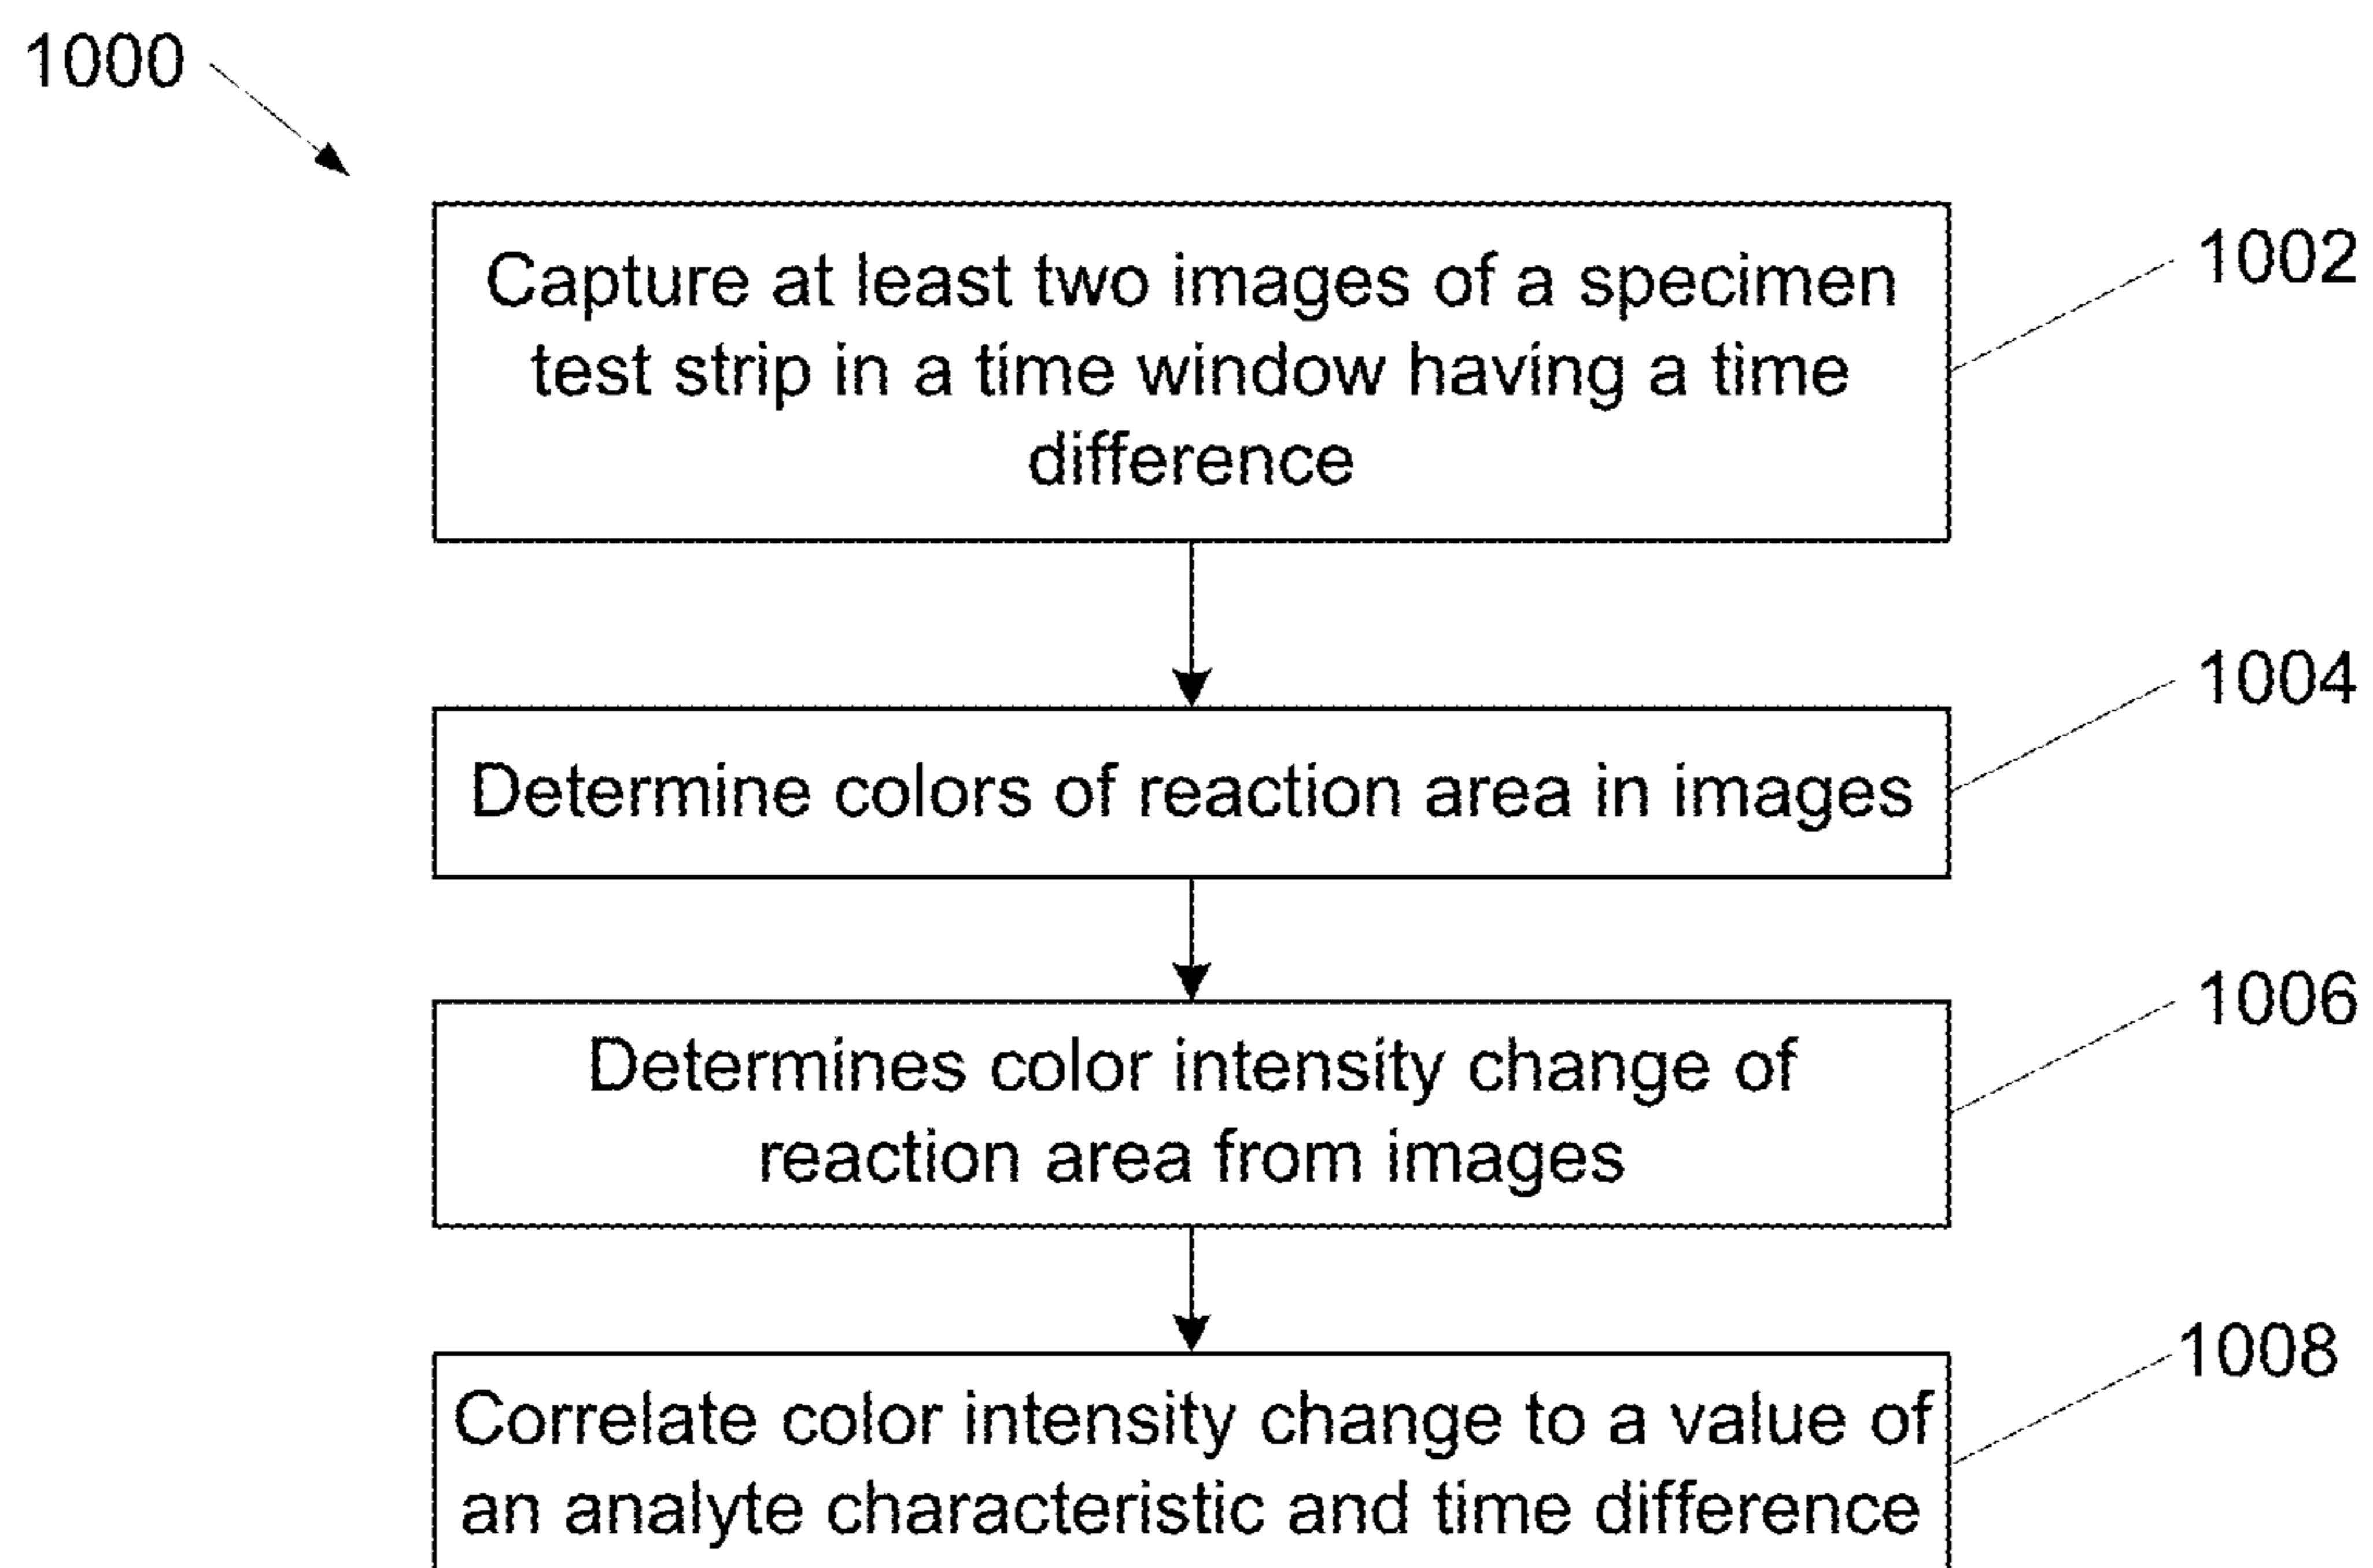 1000
Capture at least two images of a specimen
test strip in a time window having a time
difference
1002
Determine colors of reaction area in images
1004
Determines color intensity change of
reaction area from images
1006
Correlate color intensity change to a value of
an analyte characteristic and time difference
1008